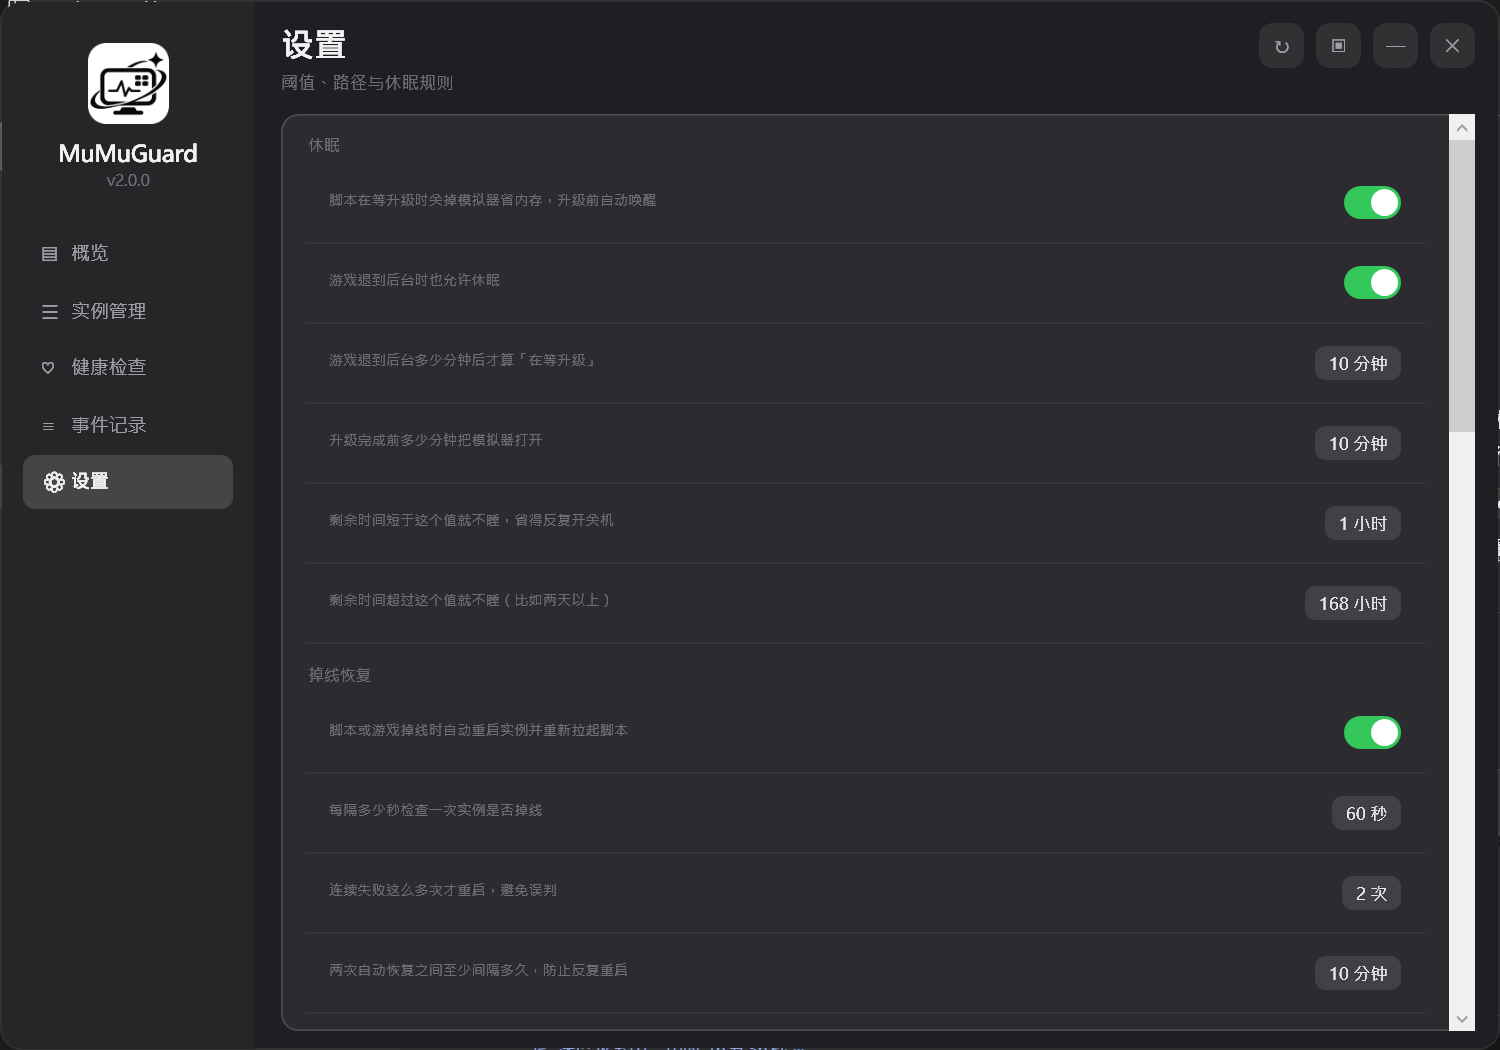 MuMuGuard
v2.0.0
概览
实例管理
健康检查
事件记录
设置
设置
阈值、路径与休眠规则
休眠
脚本在等升级时关掉模拟器省内存，升级前自动唤醒
游戏退到后台时也允许休眠
游戏退到后台多少分钟后才算「在等升级」
10 分钟
升级完成前多少分钟把模拟器打开
10 分钟
剩余时间短于这个值就不睡，省得反复开关机
1 小时
剩余时间超过这个值就不睡（比如两天以上）
168 小时
掉线恢复
脚本或游戏掉线时自动重启实例并重新拉起脚本
每隔多少秒检查一次实例是否掉线
60 秒
连续失败这么多次才重启，避免误判
2 次
两次自动恢复之间至少间隔多久，防止反复重启
10 分钟